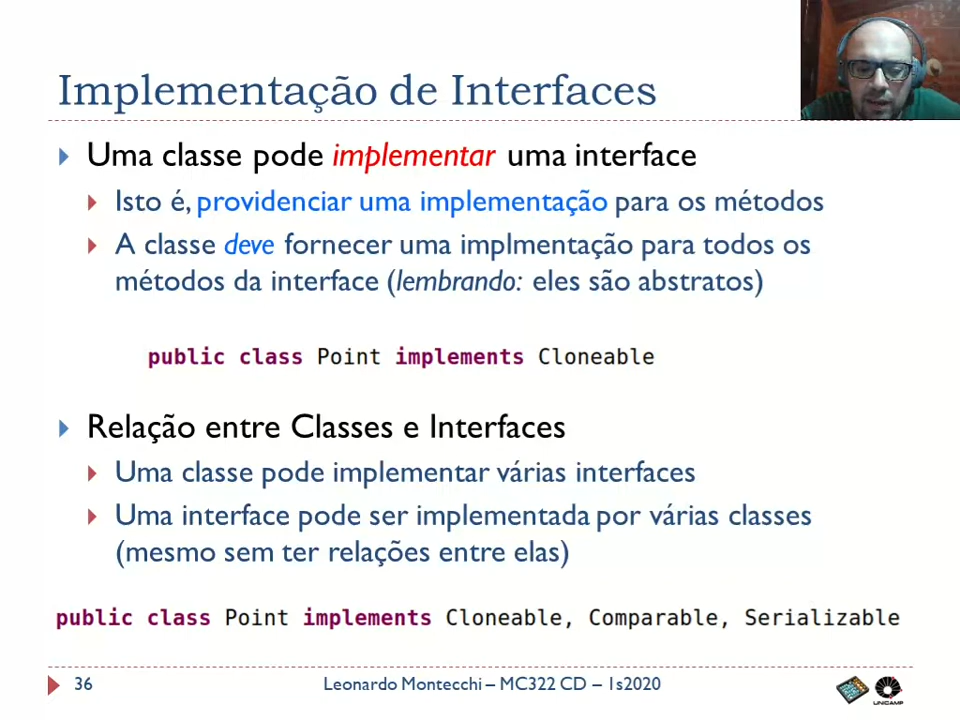 Implementação de Interfaces
Uma classe pode implementar uma interface
Isto é, providenciar uma implementação para os métodos
A classe deve fornecer uma implmentação para todos os
métodos da interface (lembrando: eles são abstratos)
public class Point implements Cloneable
Relação entre Classes e Interfaces
Uma classe pode implementar várias interfaces
Uma interface pode ser implementada por várias classes
(mesmo sem ter relações entre elas)
public class Point implements Cloneable, Comparable, Serializable
36
Leonardo Montecchi – MC322 CD – 1s2020
UNICAMP